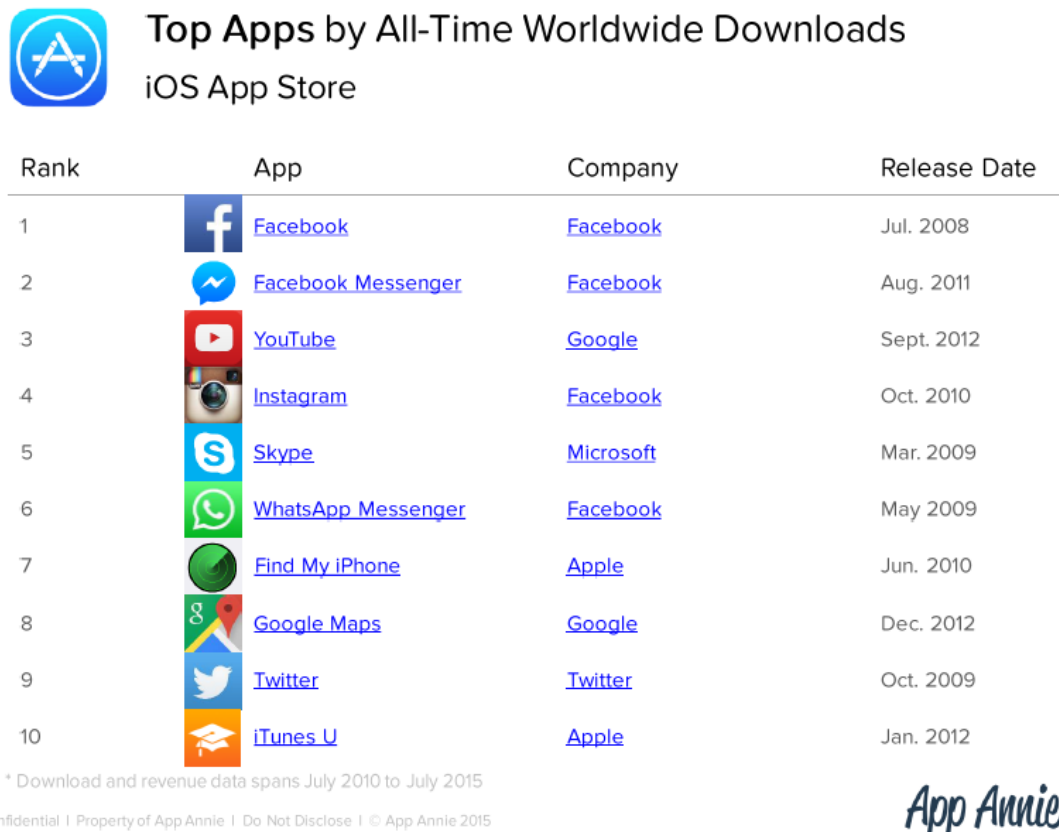 Top Apps by All-Time Worldwide Downloads
iOS App Store
Rank App Company Release Date
1 Facebook Facebook Jul. 2008
2 Facebook Messenger Facebook Aug. 2011
3 YouTube Google Sept. 2012
4 Instagram Facebook Oct. 2010
5 Skype Microsoft Mar. 2009
6 WhatsApp Messenger Facebook May 2009
7 Find My iPhone Apple Jun. 2010
8 Google Maps Google Dec. 2012
9 Twitter Twitter Oct. 2009
10 iTunes U Apple Jan. 2012
* Download and revenue data spans July 2010 to July 2015
nfidential | Property of App Annie | Do Not Disclose | © App Annie 2015
App Annie